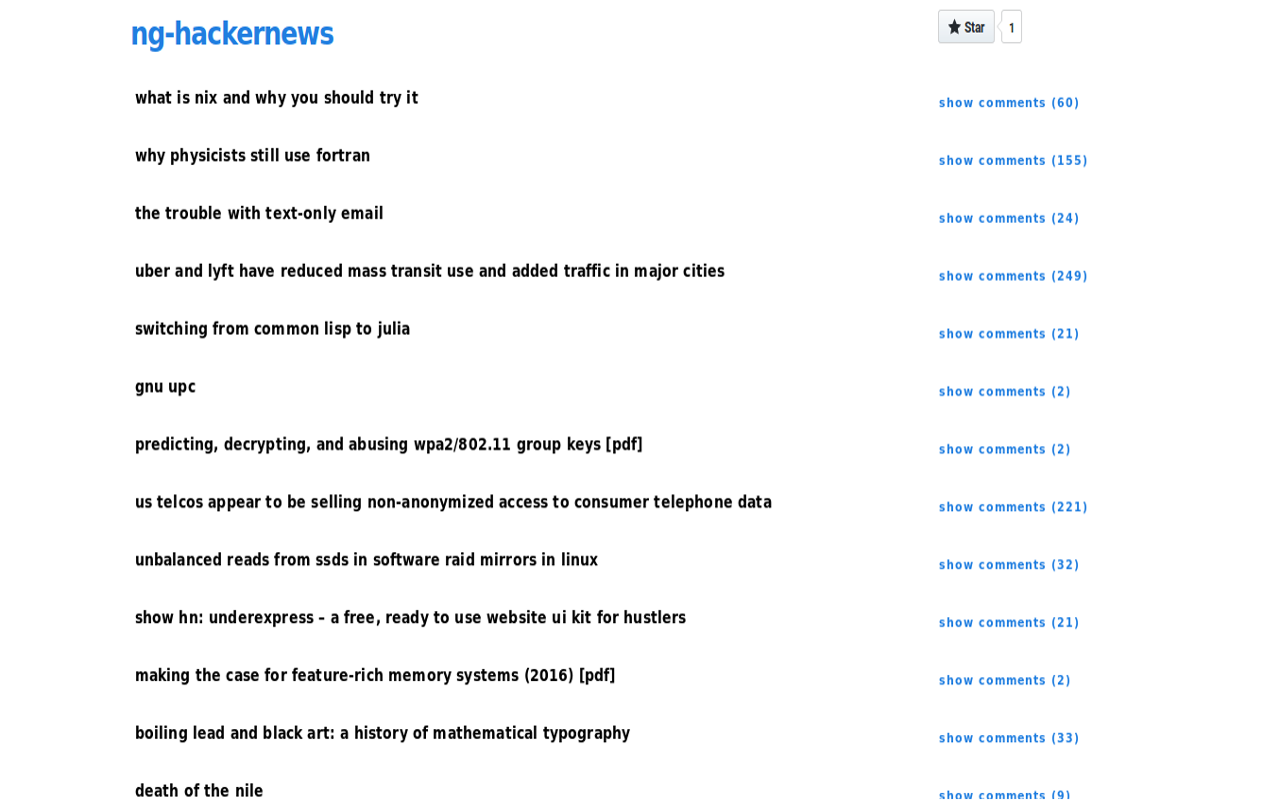 ng-hackernews
Star 1
what is nix and why you should try it show comments (60)
why physicists still use fortran show comments (155)
the trouble with text-only email show comments (24)
uber and lyft have reduced mass transit use and added traffic in major cities show comments (249)
switching from common lisp to julia show comments (21)
gnu upc show comments (2)
predicting, decrypting, and abusing wpa2/802.11 group keys [pdf] show comments (2)
us telcos appear to be selling non-anonymized access to consumer telephone data show comments (221)
unbalanced reads from ssds in software raid mirrors in linux show comments (32)
show hn: underexpress – a free, ready to use website ui kit for hustlers show comments (21)
making the case for feature-rich memory systems (2016) [pdf] show comments (2)
boiling lead and black art: a history of mathematical typography show comments (33)
death of the nile show comments (9)